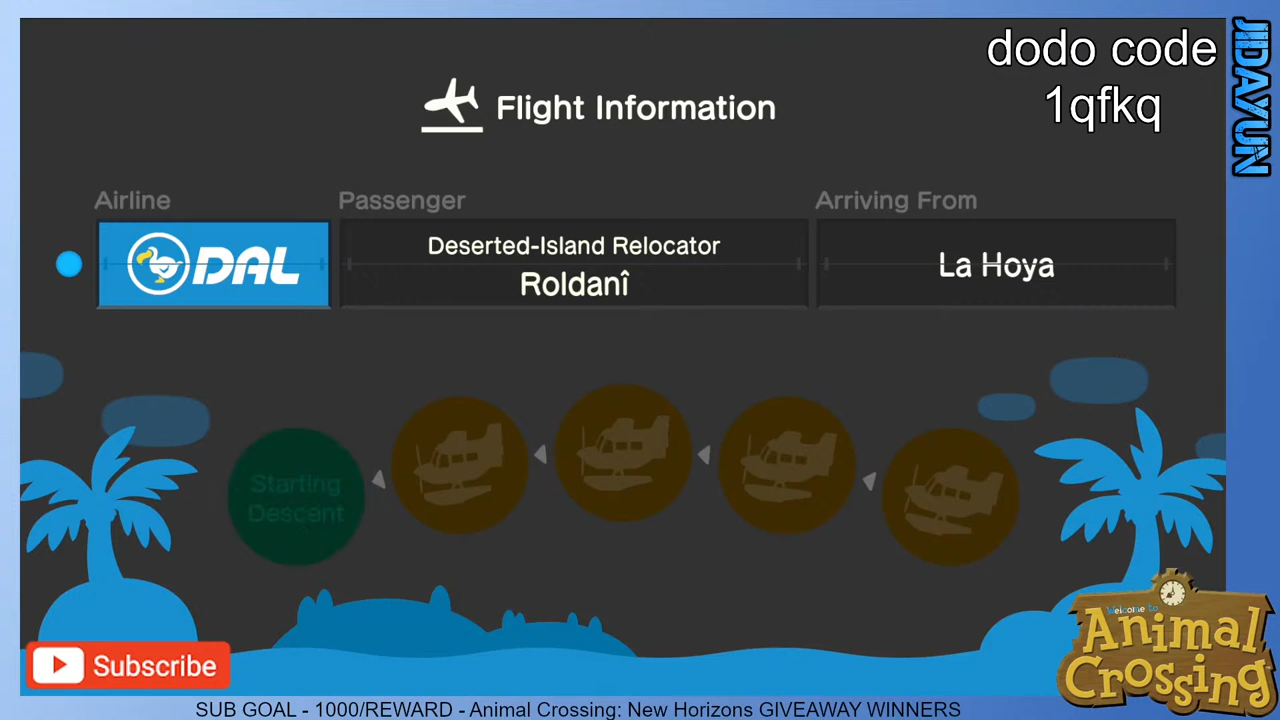 dodo code
1qfkq
JIDAVUN
Flight Information
Airline
Passenger
Arriving From
DAL
Deserted-Island Relocator
Roldanî
La Hoya
Starting
Descent
Subscribe
Welcome to
Animal
Crossing
SUB GOAL - 1000/REWARD - Animal Crossing: New Horizons GIVEAWAY WINNERS